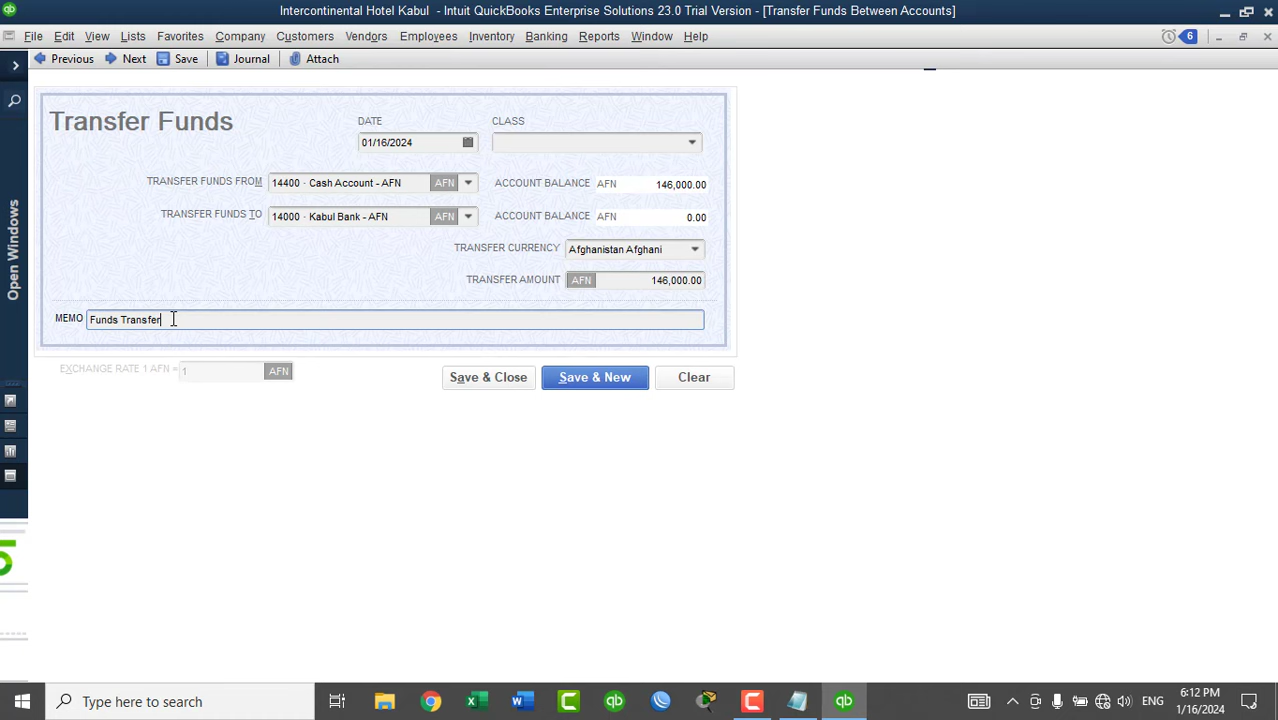 Intercontinental Hotel Kabul - Intuit QuickBooks Enterprise Solutions 23.0 Trial Version - [Transfer Funds Between Accounts]
File Edit View Lists Favorites Company Customers Vendors Employees Inventory Banking Reports Window Help 6
Previous Next Save Journal Attach
Open Windows
Transfer Funds
DATE
01/16/2024
CLASS
TRANSFER FUNDS FROM 14400 · Cash Account - AFN AFN ACCOUNT BALANCE AFN 146,000.00
TRANSFER FUNDS TO 14000 · Kabul Bank - AFN AFN ACCOUNT BALANCE AFN 0.00
TRANSFER CURRENCY Afghanistan Afghani
TRANSFER AMOUNT AFN 146,000.00
MEMO Funds Transfer
EXCHANGE RATE 1 AFN = 1 AFN
Save & Close Save & New Clear
Type here to search
ENG
6:12 PM
1/16/2024